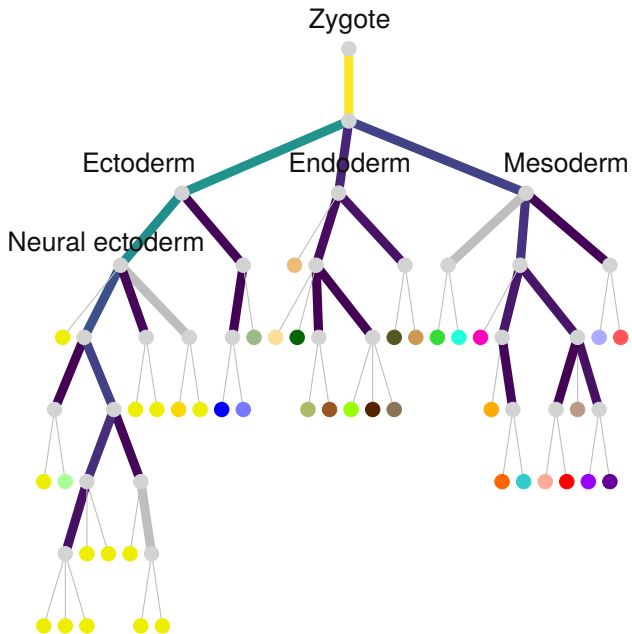 Zygote
Ectoderm
Endoderm
Mesoderm
Neural ectoderm